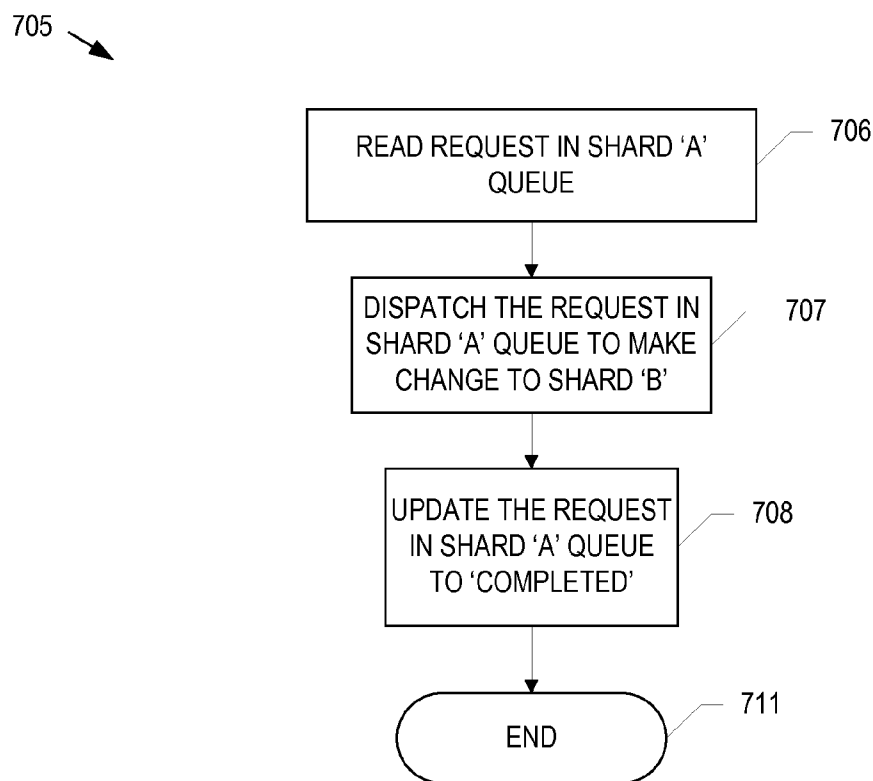 705
READ REQUEST IN SHARD ‘A’
QUEUE
706
DISPATCH THE REQUEST IN
SHARD ‘A’ QUEUE TO MAKE
CHANGE TO SHARD ‘B’
707
UPDATE THE REQUEST
IN SHARD ‘A’ QUEUE
TO ‘COMPLETED’
708
END
711